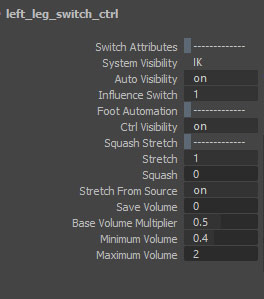 left_leg_switch_ctrl
Switch Attributes -------------
System Visibility IK
Auto Visibility on
Influence Switch 1
Foot Automation -------------
Ctrl Visibility on
Squash Stretch -------------
Stretch 1
Squash 0
Stretch From Source on
Save Volume 0
Base Volume Multiplier 0.5
Minimum Volume 0.4
Maximum Volume 2